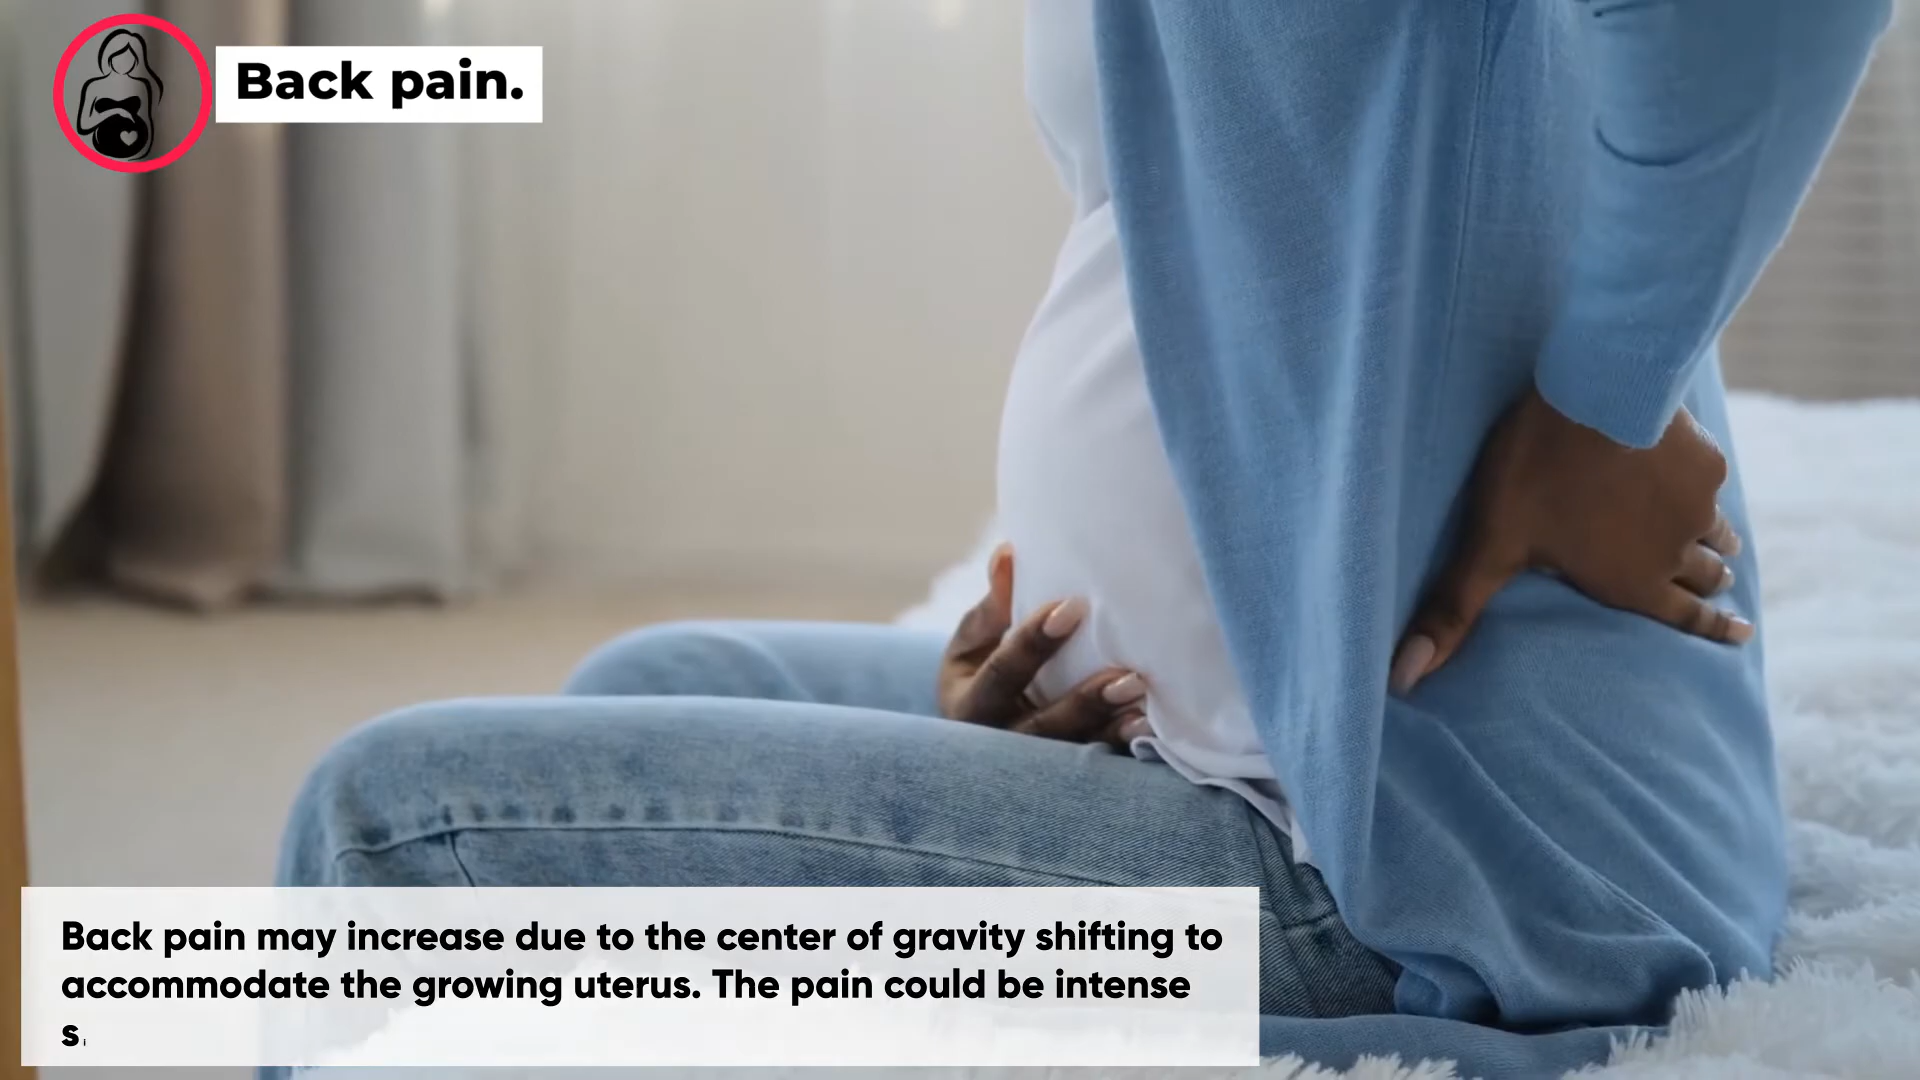 Back pain.
Back pain may increase due to the center of gravity shifting to
accommodate the growing uterus. The pain could be intense
s